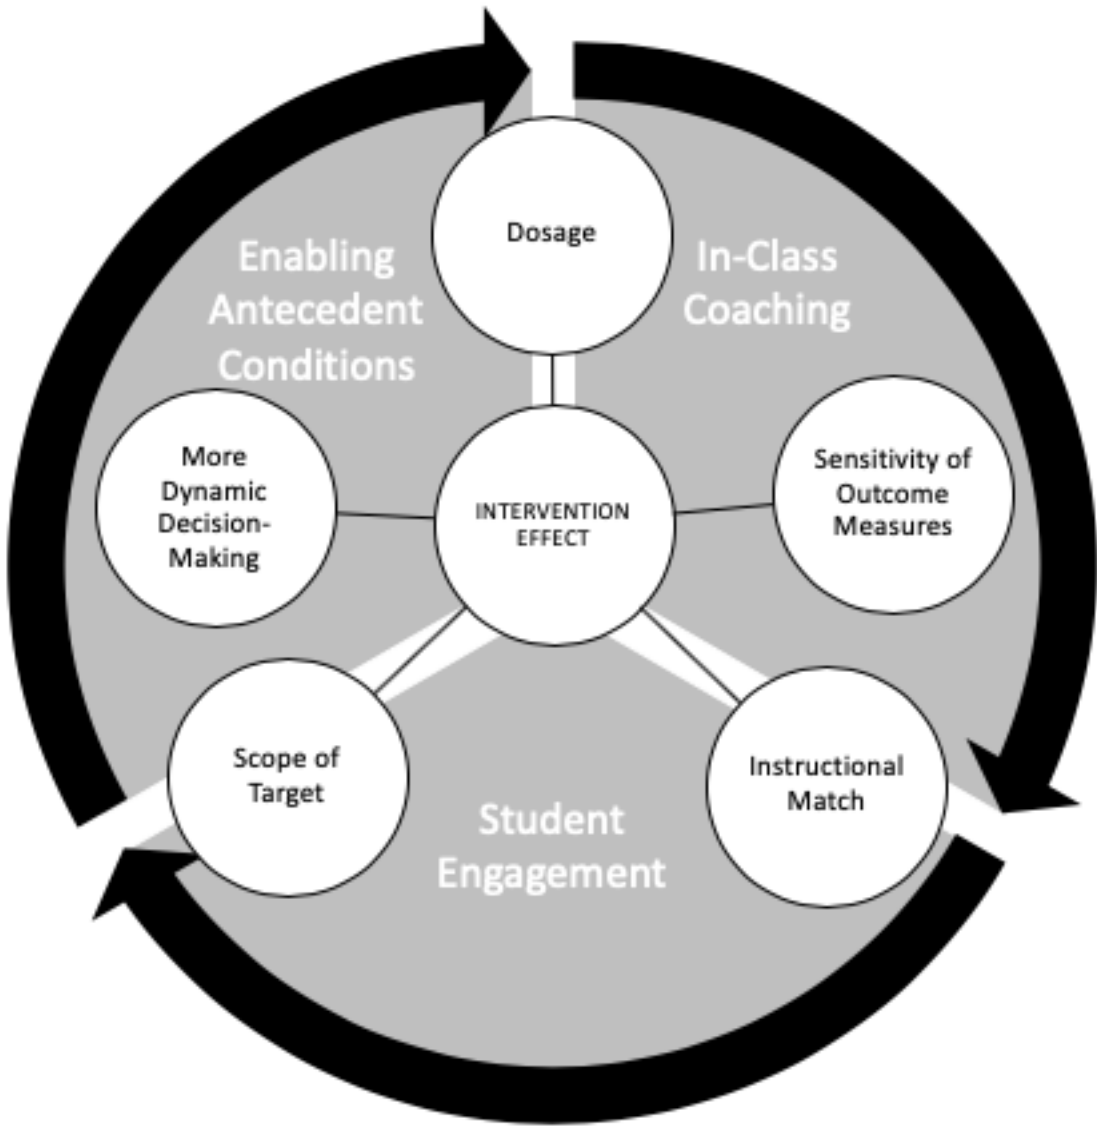 Dosage
Enabling
Antecedent
Conditions
In-Class
Coaching
More
Dynamic
Decision-
Making
INTERVENTION
EFFECT
Sensitivity of
Outcome
Measures
Scope of
Target
Instructional
Match
Student
Engagement